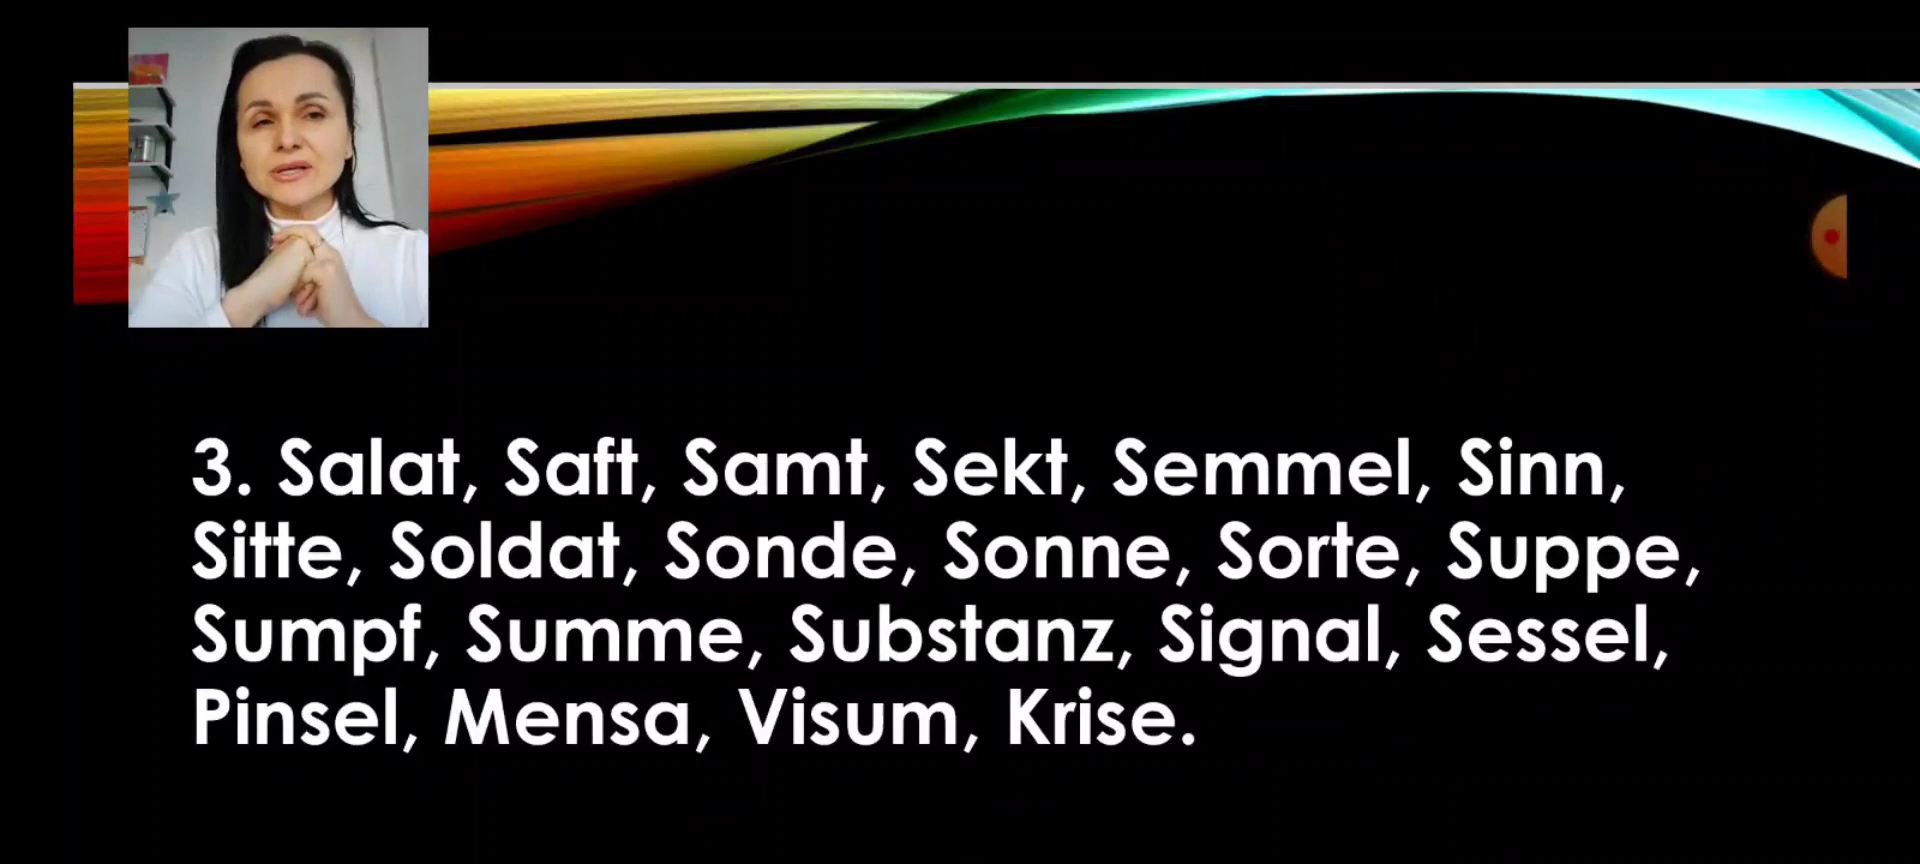 3. Salat, Saft, Samt, Sekt, Semmel, Sinn,
Sitte, Soldat, Sonde, Sonne, Sorte, Suppe,
Sumpf, Summe, Substanz, Signal, Sessel,
Pinsel, Mensa, Visum, Krise.